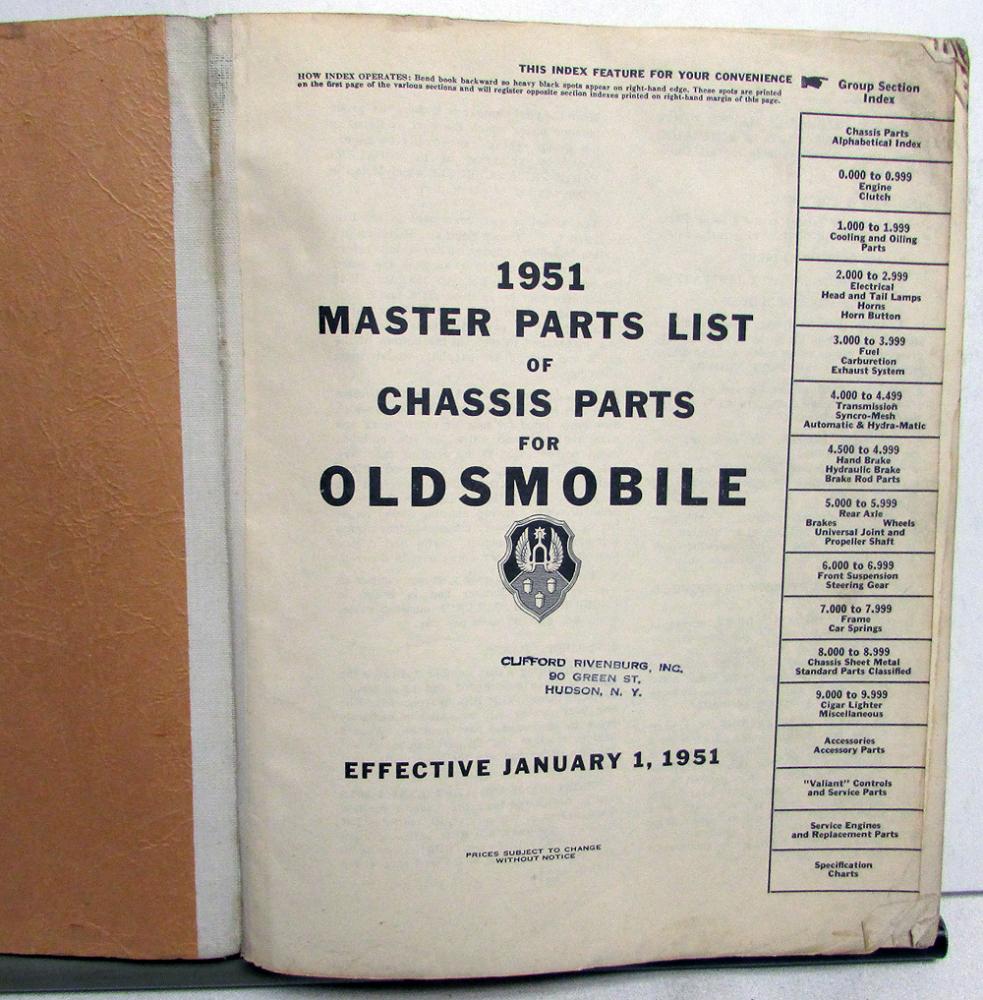 THIS INDEX FEATURE FOR YOUR CONVENIENCE
HOW INDEX OPERATES: Bend book backward so heavy black spots appear on right-hand edge. These spots are printed
on the first page of the various sections and will register opposite section indexes printed on right-hand margin of this page.
Group Section
Index
Chassis Parts
Alphabetical Index
0.000 to 0.999
Engine
Clutch
1.000 to 1.999
Cooling and Oiling
Parts
2.000 to 2.999
Electrical
Head and Tail Lamps
Horns
Horn Button
3.000 to 3.999
Fuel
Carburetion
Exhaust System
4.000 to 4.499
Transmission
Syncro-Mesh
Automatic & Hydra-Matic
4.500 to 4.999
Hand Brake
Hydraulic Brake
Brake Rod Parts
5.000 to 5.999
Rear Axle
Brakes Wheels
Universal Joint and
Propeller Shaft
6.000 to 6.999
Front Suspension
Steering Gear
7.000 to 7.999
Frame
Car Springs
8.000 to 8.999
Chassis Sheet Metal
Standard Parts Classified
9.000 to 9.999
Cigar Lighter
Miscellaneous
Accessories
Accessory Parts
"Valiant" Controls
and Service Parts
Service Engines
and Replacement Parts
Specification
Charts
1951
MASTER PARTS LIST
OF
CHASSIS PARTS
FOR
OLDSMOBILE
CLIFFORD RIVENBURG, INC.
90 GREEN ST.
HUDSON, N. Y.
EFFECTIVE JANUARY 1, 1951
PRICES SUBJECT TO CHANGE
WITHOUT NOTICE